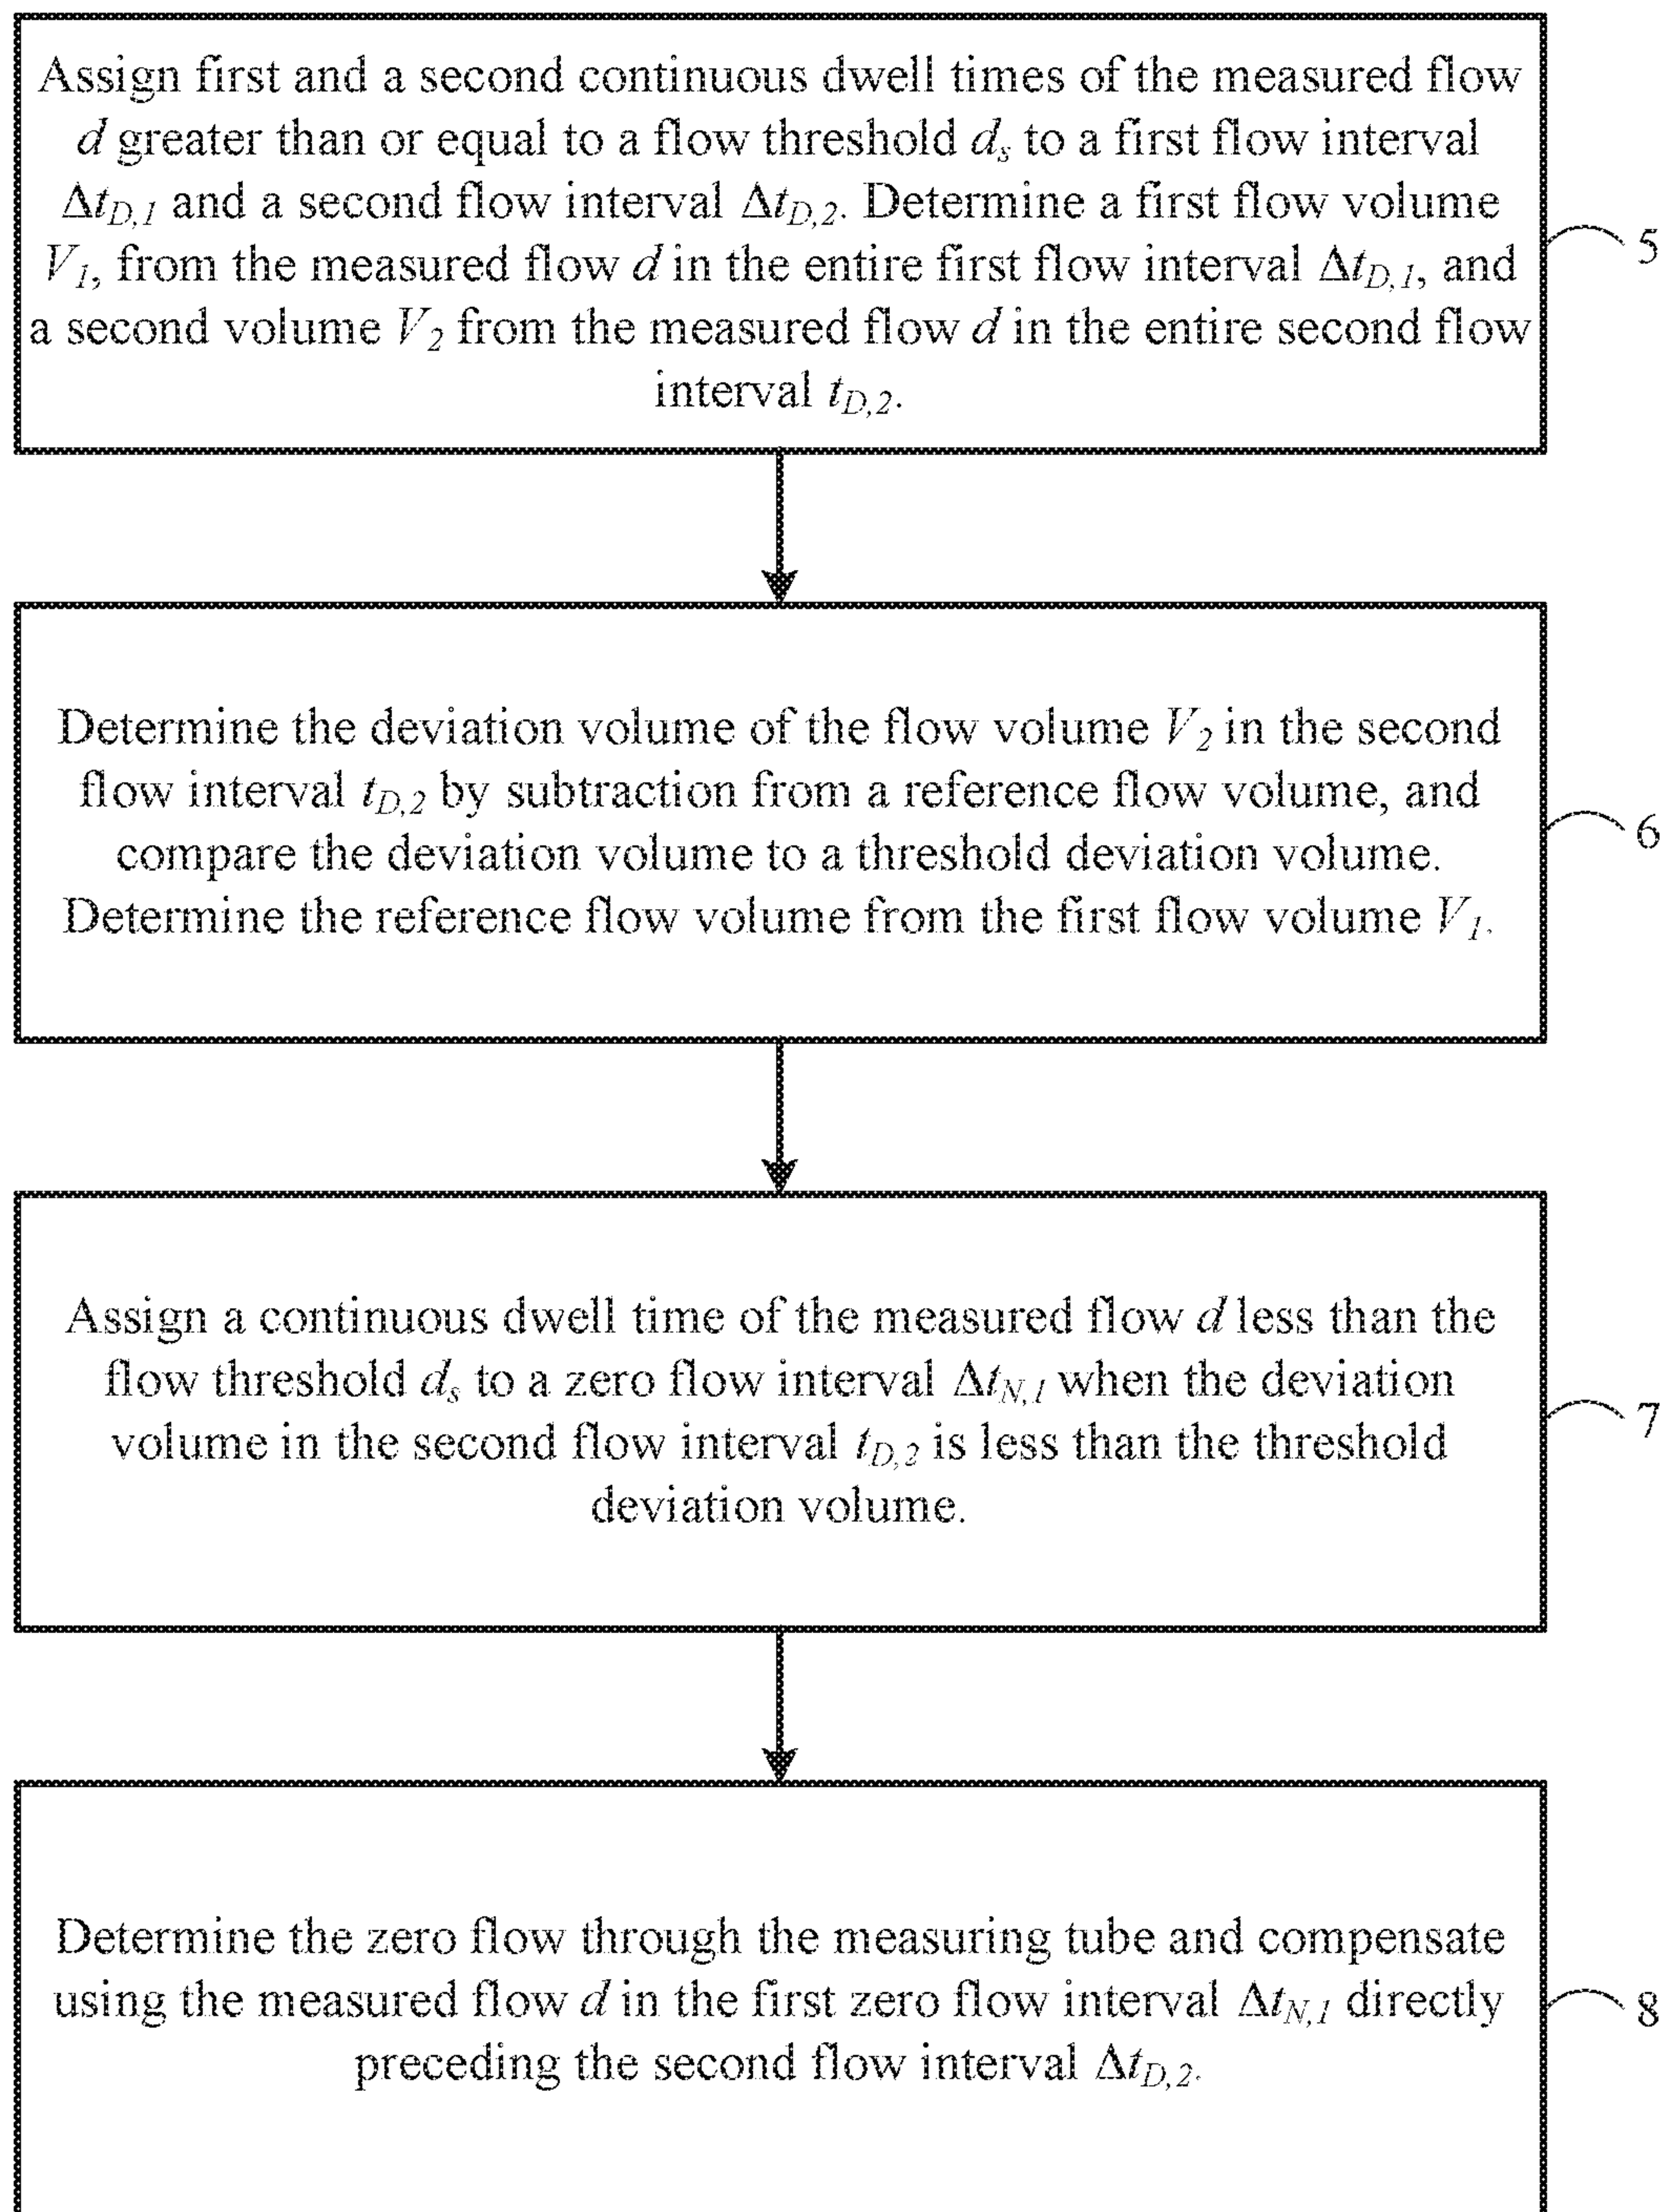 Assign first and a second continuous dwell times of the measured flow
d greater than or equal to a flow threshold ds to a first flow interval
ΔtD,1 and a second flow interval ΔtD,2. Determine a first flow volume
V1, from the measured flow d in the entire first flow interval ΔtD,1, and
a second volume V2 from the measured flow d in the entire second flow
interval tD,2.
5
Determine the deviation volume of the flow volume V2 in the second
flow interval tD,2 by subtraction from a reference flow volume, and
compare the deviation volume to a threshold deviation volume.
Determine the reference flow volume from the first flow volume V1.
6
Assign a continuous dwell time of the measured flow d less than the
flow threshold ds to a zero flow interval ΔtN,1 when the deviation
volume in the second flow interval tD,2 is less than the threshold
deviation volume.
7
Determine the zero flow through the measuring tube and compensate
using the measured flow d in the first zero flow interval ΔtN,1 directly
preceding the second flow interval ΔtD,2.
8